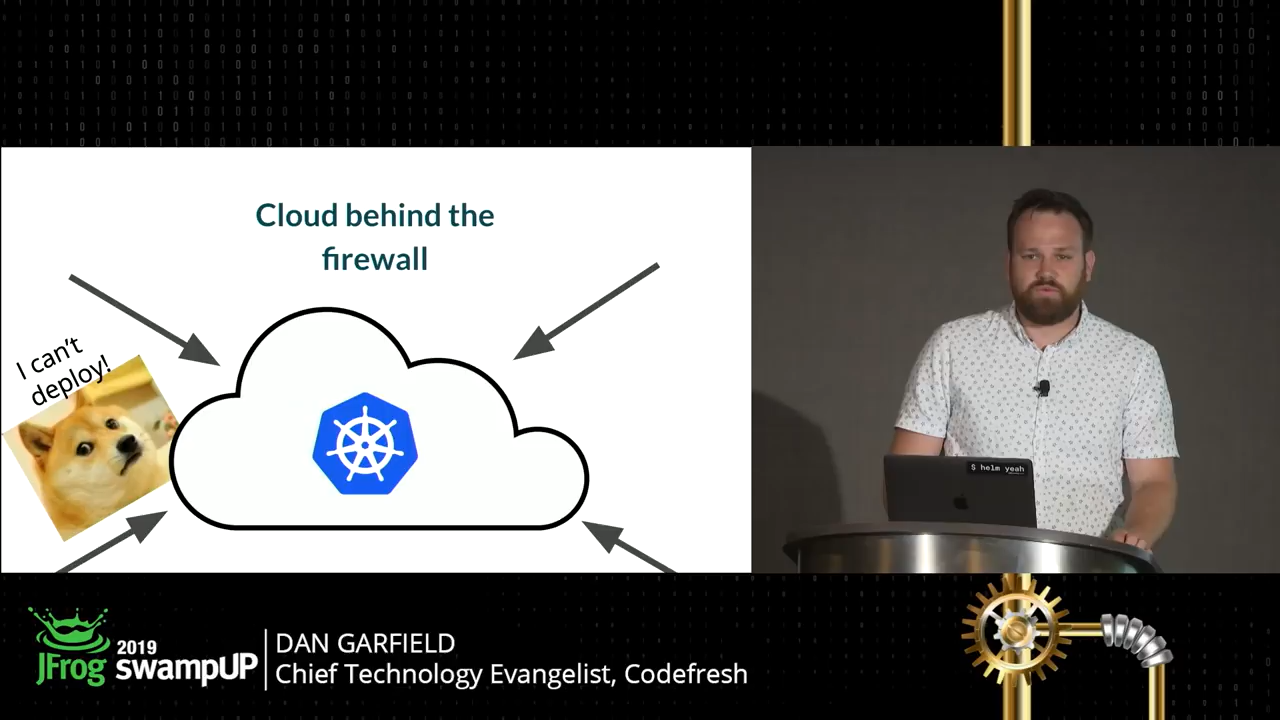 Cloud behind the
firewall
I can't
deploy!
$ helm yeah
2019
JFrog swampUP
DAN GARFIELD
Chief Technology Evangelist, Codefresh